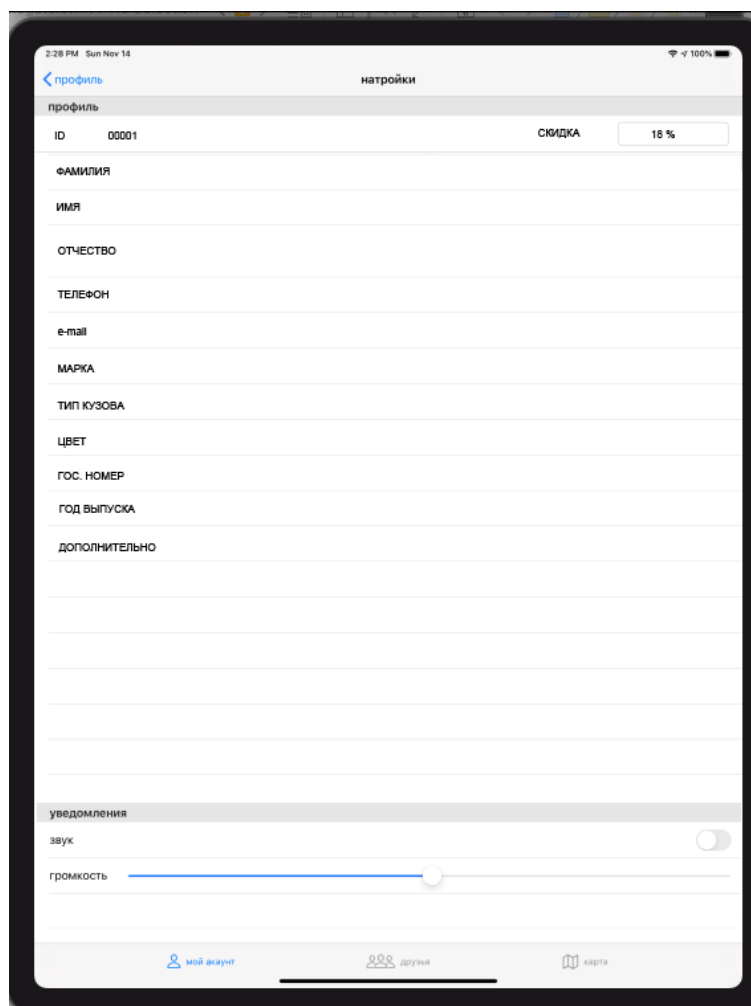 2:28 PM Sun Nov 14 100%
профиль натройки
профиль
ID 00001 СКИДКА 18 %
ФАМИЛИЯ
ИМЯ
ОТЧЕСТВО
ТЕЛЕФОН
e-mail
МАРКА
ТИП КУЗОВА
ЦВЕТ
ГОС. НОМЕР
ГОД ВЫПУСКА
ДОПОЛНИТЕЛЬНО
уведомления
звук
громкость
мой акаунт друзья карта